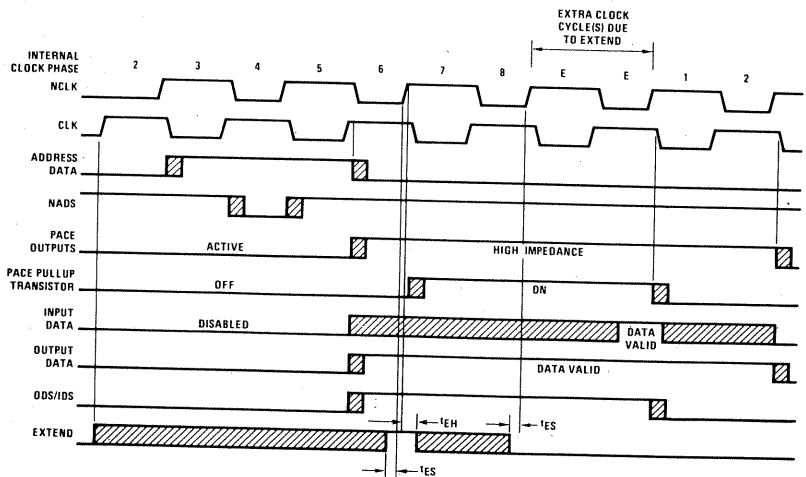 EXTRA CLOCK
CYCLE(S) DUE
TO EXTEND
INTERNAL
CLOCK PHASE
2 3 4 5 6 7 8 E E 1 2
NCLK
CLK
ADDRESS
DATA
NADS
PACE
OUTPUTS
ACTIVE
HIGH IMPEDANCE
PACE PULLUP
TRANSISTOR
OFF
ON
INPUT
DATA
DISABLED
DATA
VALID
OUTPUT
DATA
DATA VALID
ODS/IDS
EXTEND
tEH
tES
tES